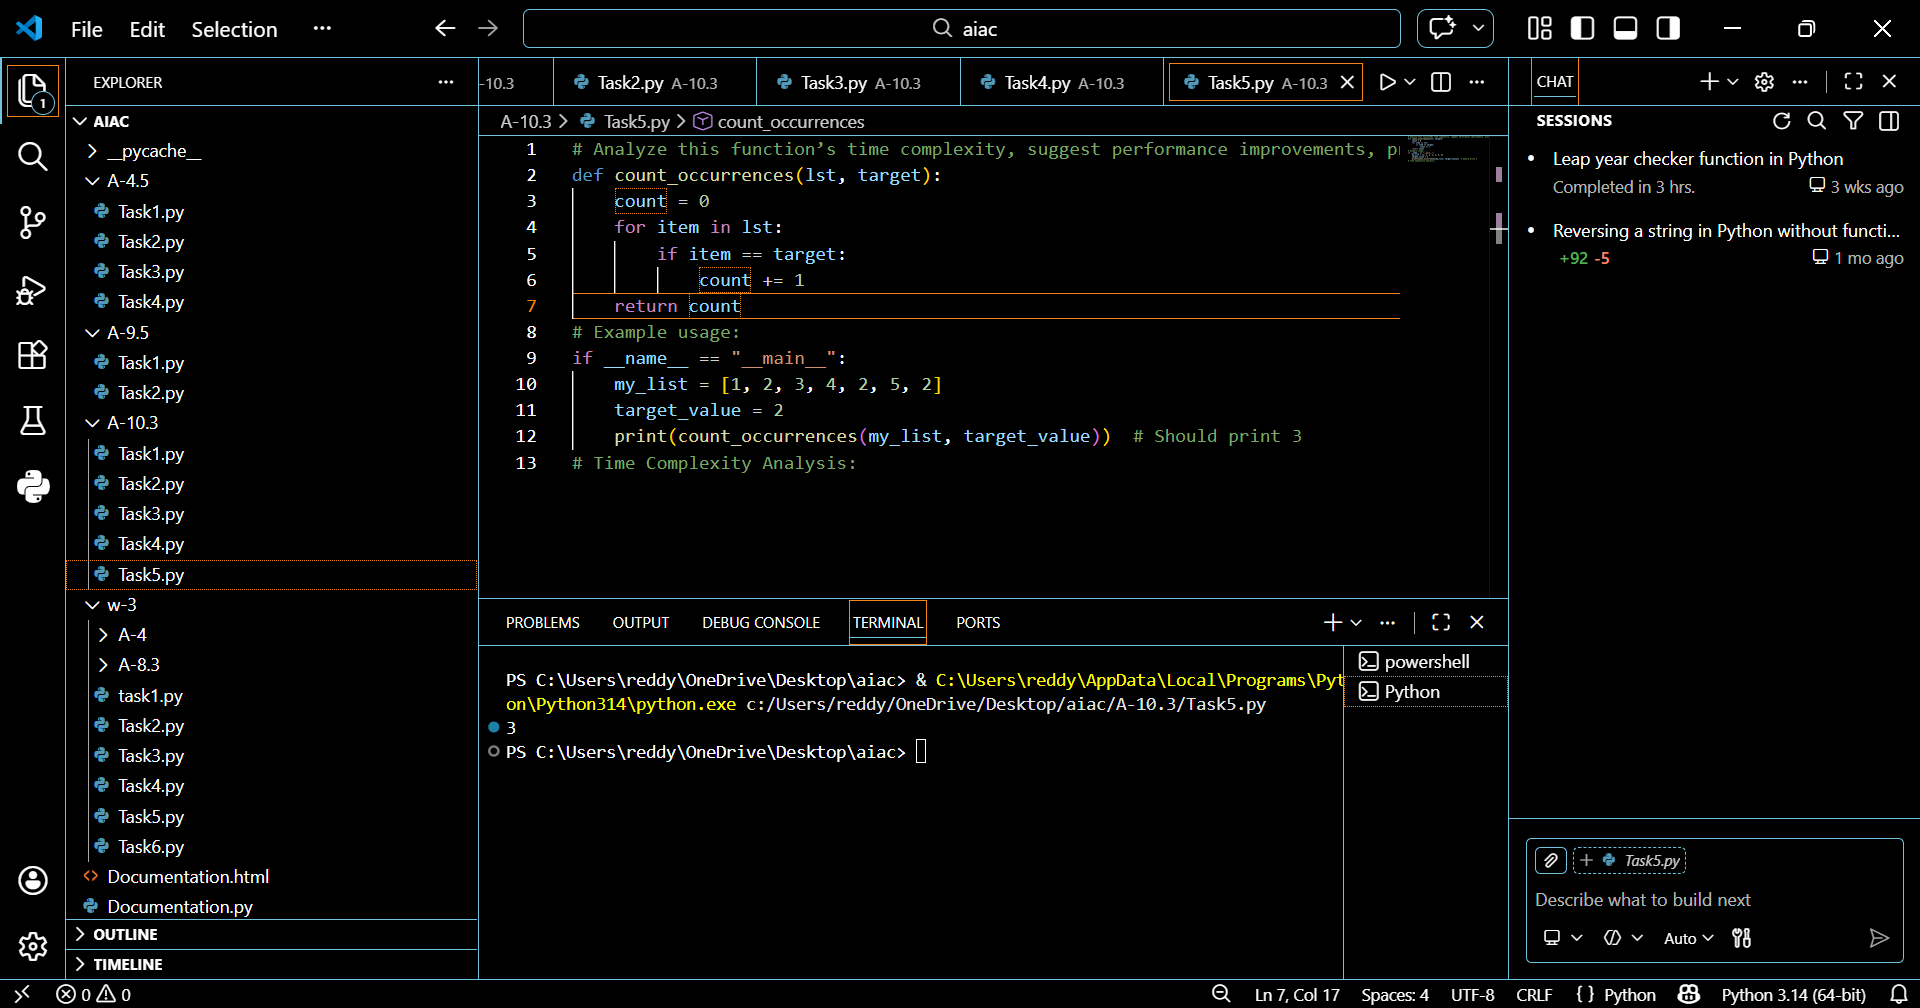 File Edit Selection ···
aiac
EXPLORER
-10.3
Task2.py A-10.3
Task3.py A-10.3
Task4.py A-10.3
Task5.py A-10.3
CHAT
AIAC
__pycache__
A-4.5
Task1.py
Task2.py
Task3.py
Task4.py
A-9.5
Task1.py
Task2.py
A-10.3
Task1.py
Task2.py
Task3.py
Task4.py
Task5.py
w-3
A-4
A-8.3
task1.py
Task2.py
Task3.py
Task4.py
Task5.py
Task6.py
Documentation.html
Documentation.py
OUTLINE
TIMELINE
1
A-10.3 > Task5.py > count_occurrences
1 # Analyze this function’s time complexity, suggest performance improvements,
2 def count_occurrences(lst, target):
3 count = 0
4 for item in lst:
5 if item == target:
6 count += 1
7 return count
8 # Example usage:
9 if __name__ == "__main__":
10 my_list = [1, 2, 3, 4, 2, 5, 2]
11 target_value = 2
12 print(count_occurrences(my_list, target_value)) # Should print 3
13 # Time Complexity Analysis:
PROBLEMS OUTPUT DEBUG CONSOLE TERMINAL PORTS
PS C:\Users\reddy\OneDrive\Desktop\aiac> & C:\Users\reddy\AppData\Local\Programs\Pyt
on\Python314\python.exe c:/Users/reddy/OneDrive/Desktop/aiac/A-10.3/Task5.py
3
PS C:\Users\reddy\OneDrive\Desktop\aiac>
powershell
Python
SESSIONS
Leap year checker function in Python
Completed in 3 hrs. 3 wks ago
Reversing a string in Python without functi...
+92 -5 1 mo ago
Task5.py
Describe what to build next
Auto
0 0
Ln 7, Col 17 Spaces: 4 UTF-8 CRLF {} Python Python 3.14 (64-bit)